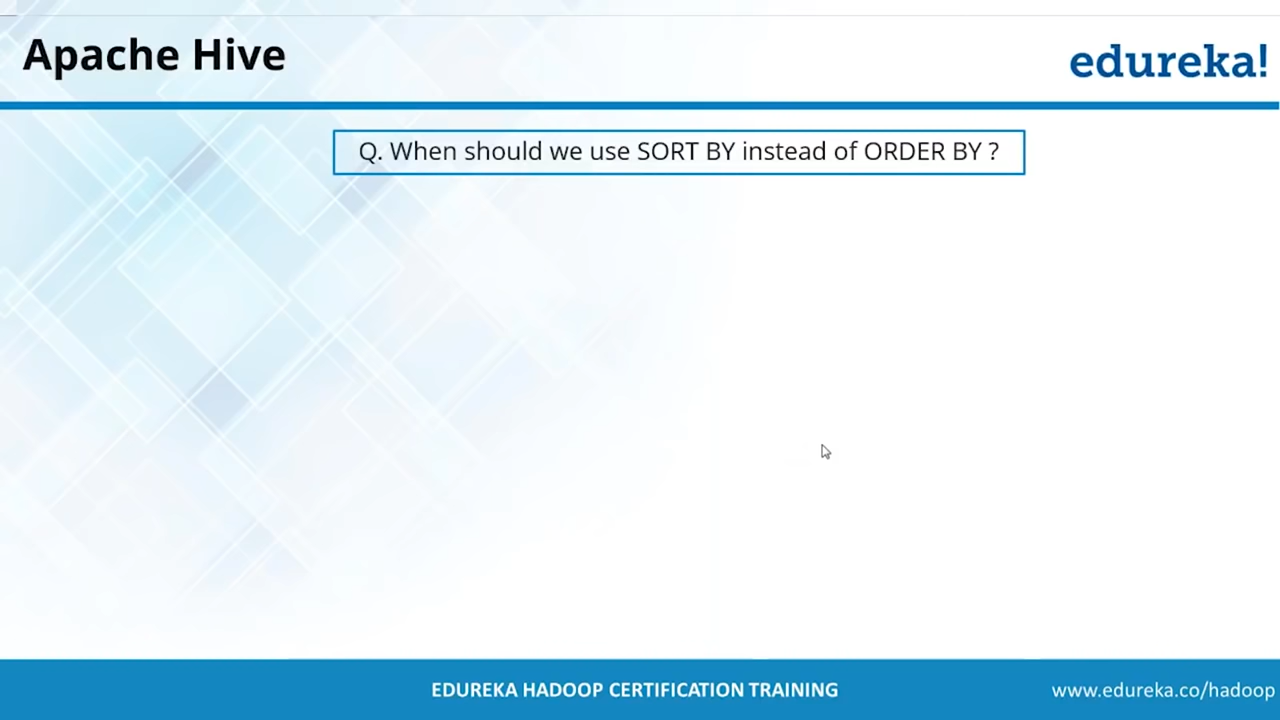 Apache Hive
edureka!
Q. When should we use SORT BY instead of ORDER BY ?
EDUREKA HADOOP CERTIFICATION TRAINING
www.edureka.co/hadoop